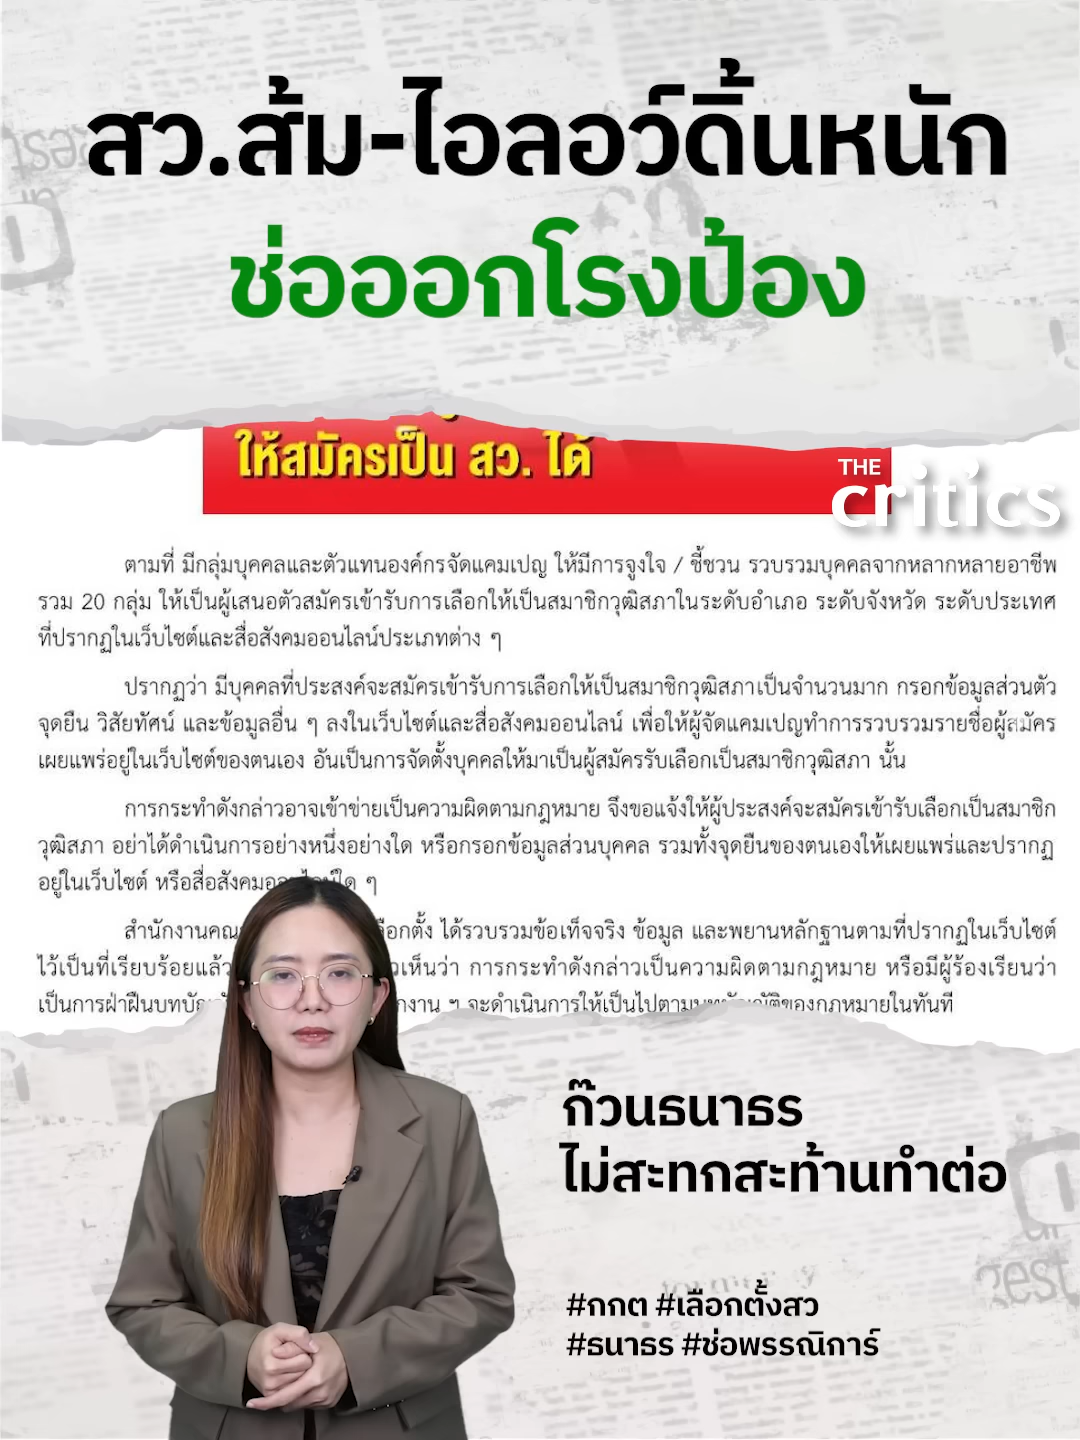 สว.ส้ม-ไอลอว์ดิ้นหนัก
ช่อออกโรงป้อง
ให้สมัครเป็น สว. ได้
THE
critics
ตามที่ มีกลุ่มบุคคลและตัวแทนองค์กรจัดแคมเปญ ให้มีการจูงใจ / ชี้ชวน รวบรวมบุคคลจากหลากหลายอาชีพ
รวม 20 กลุ่ม ให้เป็นผู้เสนอตัวสมัครเข้ารับการเลือกให้เป็นสมาชิกวุฒิสภาในระดับอำเภอ ระดับจังหวัด ระดับประเทศ
ที่ปรากฏในเว็บไซต์และสื่อสังคมออนไลน์ประเภทต่าง ๆ
ปรากฏว่า มีบุคคลที่ประสงค์จะสมัครเข้ารับการเลือกให้เป็นสมาชิกวุฒิสภาเป็นจำนวนมาก กรอกข้อมูลส่วนตัว
จุดยืน วิสัยทัศน์ และข้อมูลอื่น ๆ ลงในเว็บไซต์และสื่อสังคมออนไลน์ เพื่อให้ผู้จัดแคมเปญทำการรวบรวมรายชื่อผู้สมัคร
เผยแพร่อยู่ในเว็บไซต์ของตนเอง อันเป็นการจัดตั้งบุคคลให้มาเป็นผู้สมัครรับเลือกเป็นสมาชิกวุฒิสภา นั้น
การกระทำดังกล่าวอาจเข้าข่ายเป็นความผิดตามกฎหมาย จึงขอแจ้งให้ผู้ประสงค์จะสมัครเข้ารับเลือกเป็นสมาชิก
วุฒิสภา อย่าได้ดำเนินการอย่างหนึ่งอย่างใด หรือกรอกข้อมูลส่วนบุคคล รวมทั้งจุดยืนของตนเองให้เผยแพร่และปรากฏ
อยู่ในเว็บไซต์ หรือสื่อสังคมออนไลน์ใด ๆ
สำนักงานคณะ ลือกตั้ง ได้รวบรวมข้อเท็จจริง ข้อมูล และพยานหลักฐานตามที่ปรากฏในเว็บไซต์
ไว้เป็นที่เรียบร้อยแล้ว วเห็นว่า การกระทำดังกล่าวเป็นความผิดตามกฎหมาย หรือมีผู้ร้องเรียนว่า
เป็นการฝ่าฝืนบทบัญ กงาน ฯ จะดำเนินการให้เป็นไปตามบทบัญญัติของกฎหมายในทันที
ก๊วนธนาธร
ไม่สะทกสะท้านทำต่อ
#กกต #เลือกตั้งสว
#ธนาธร #ช่อพรรณิการ์